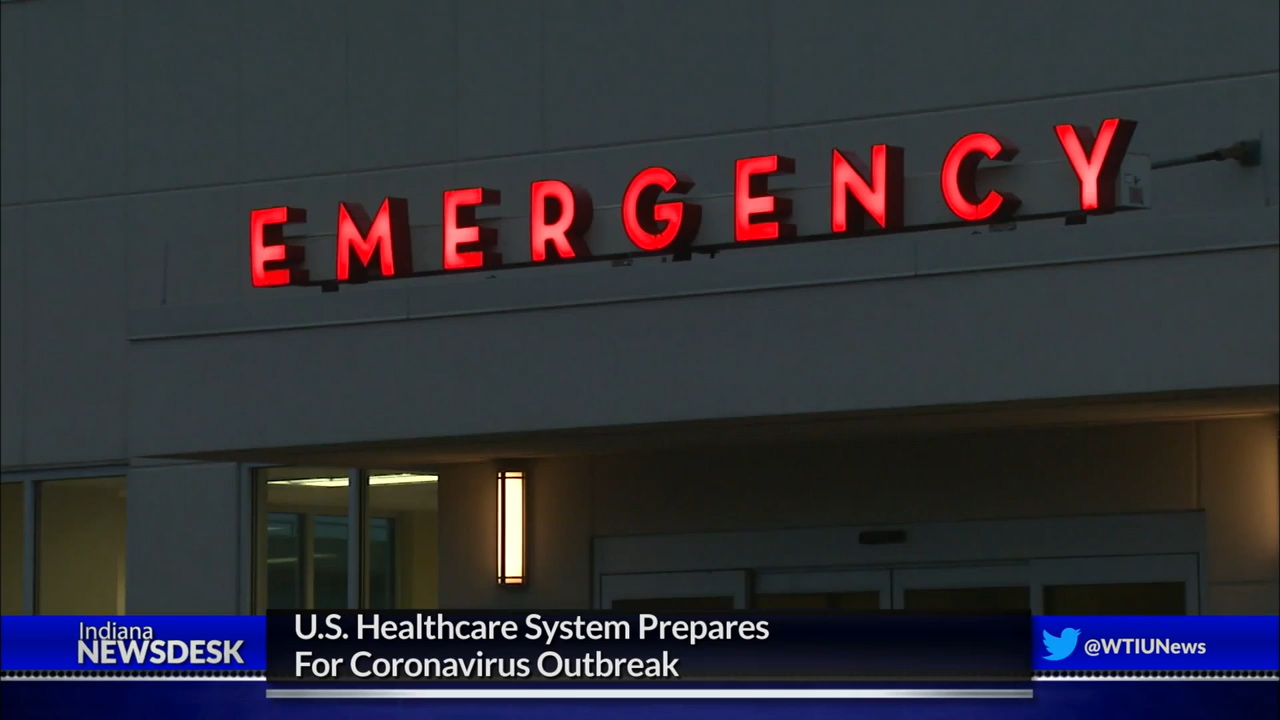 EMERGENCY
Indiana
NEWSDESK
U.S. Healthcare System Prepares
For Coronavirus Outbreak
@WTIUNews